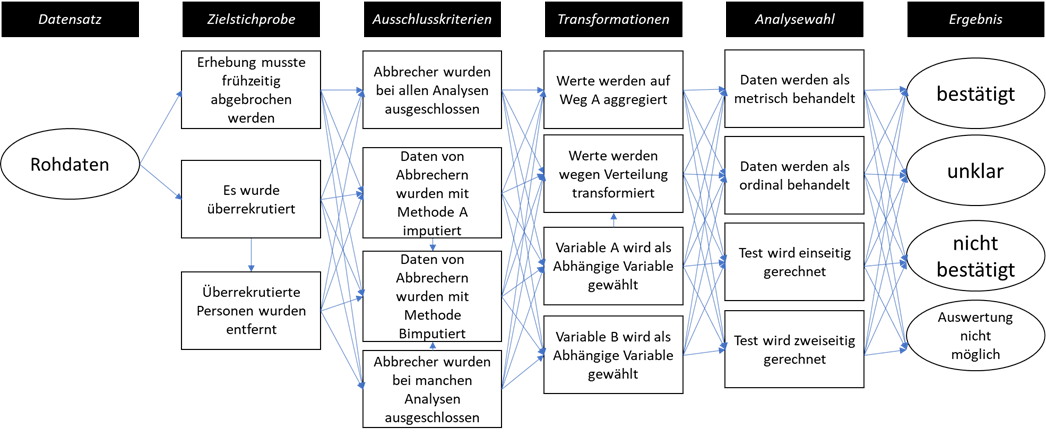 Datensatz
Zielstichprobe
Ausschlusskriterien
Transformationen
Analysewahl
Ergebnis
Rohdaten
Erhebung musste
frühzeitig
abgebrochen
werden
Es wurde
überrekrutiert
Überrekrutierte
Personen wurden
entfernt
Abbrecher wurden
bei allen Analysen
ausgeschlossen
Daten von
Abbrechern
wurden mit
Methode A
imputiert
Daten von
Abbrechern
wurden mit
Methode
Bimputiert
Abbrecher wurden
bei manchen
Analysen
ausgeschlossen
Werte werden auf
Weg A aggregiert
Werte werden
wegen Verteilung
transformiert
Variable A wird als
Abhängige Variable
gewählt
Variable B wird als
Abhängige Variable
gewählt
Daten werden als
metrisch behandelt
Daten werden als
ordinal behandelt
Test wird einseitig
gerechnet
Test wird zweiseitig
gerechnet
bestätigt
unklar
nicht
bestätigt
Auswertung
nicht
möglich